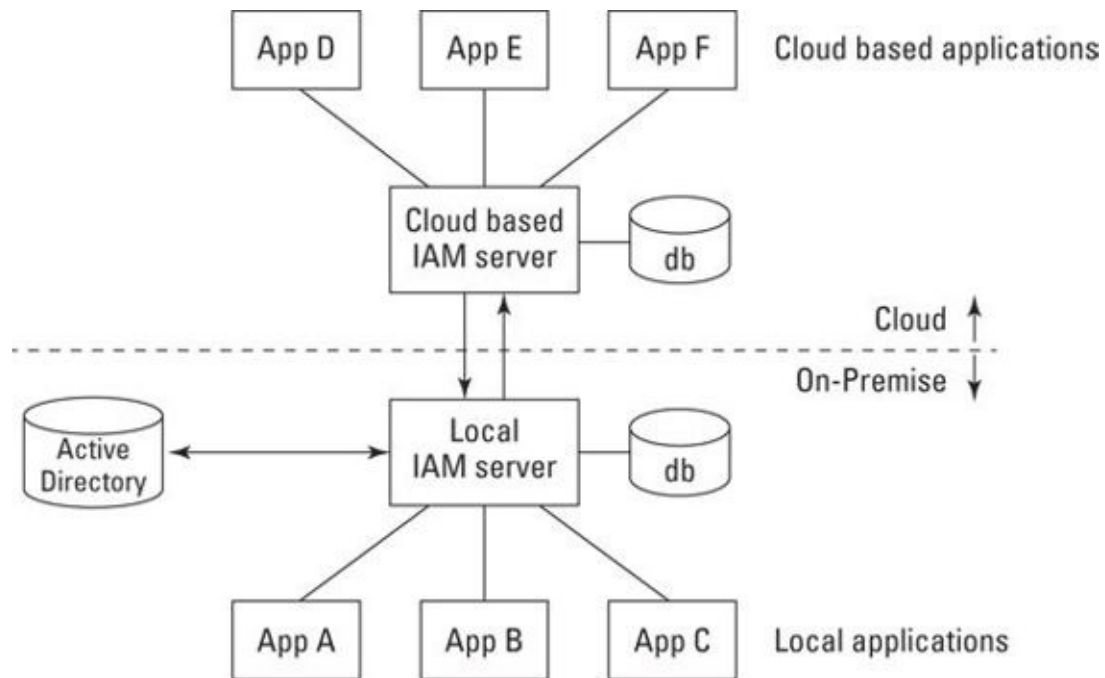 App D
App E
App F
Cloud based applications
Cloud based
IAM server
db
Cloud
On-Premise
Active
Directory
Local
IAM server
db
App A
App B
App C
Local applications